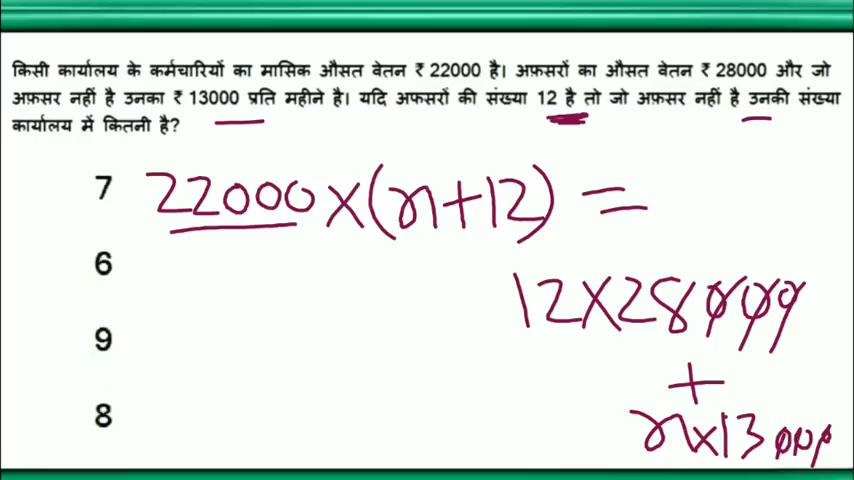 किसी कार्यालय के कर्मचारियों का मासिक औसत वेतन ₹ 22000 है। अफ़सरों का औसत वेतन ₹ 28000 और जो
अफ़सर नहीं है उनका ₹ 13000 प्रति महीने है। यदि अफसरों की संख्या 12 है तो जो अफ़सर नहीं है उनकी संख्या
कार्यालय में कितनी है?
7
22000 × (n+12) =
6
12×28000
9
+
8
n×13000